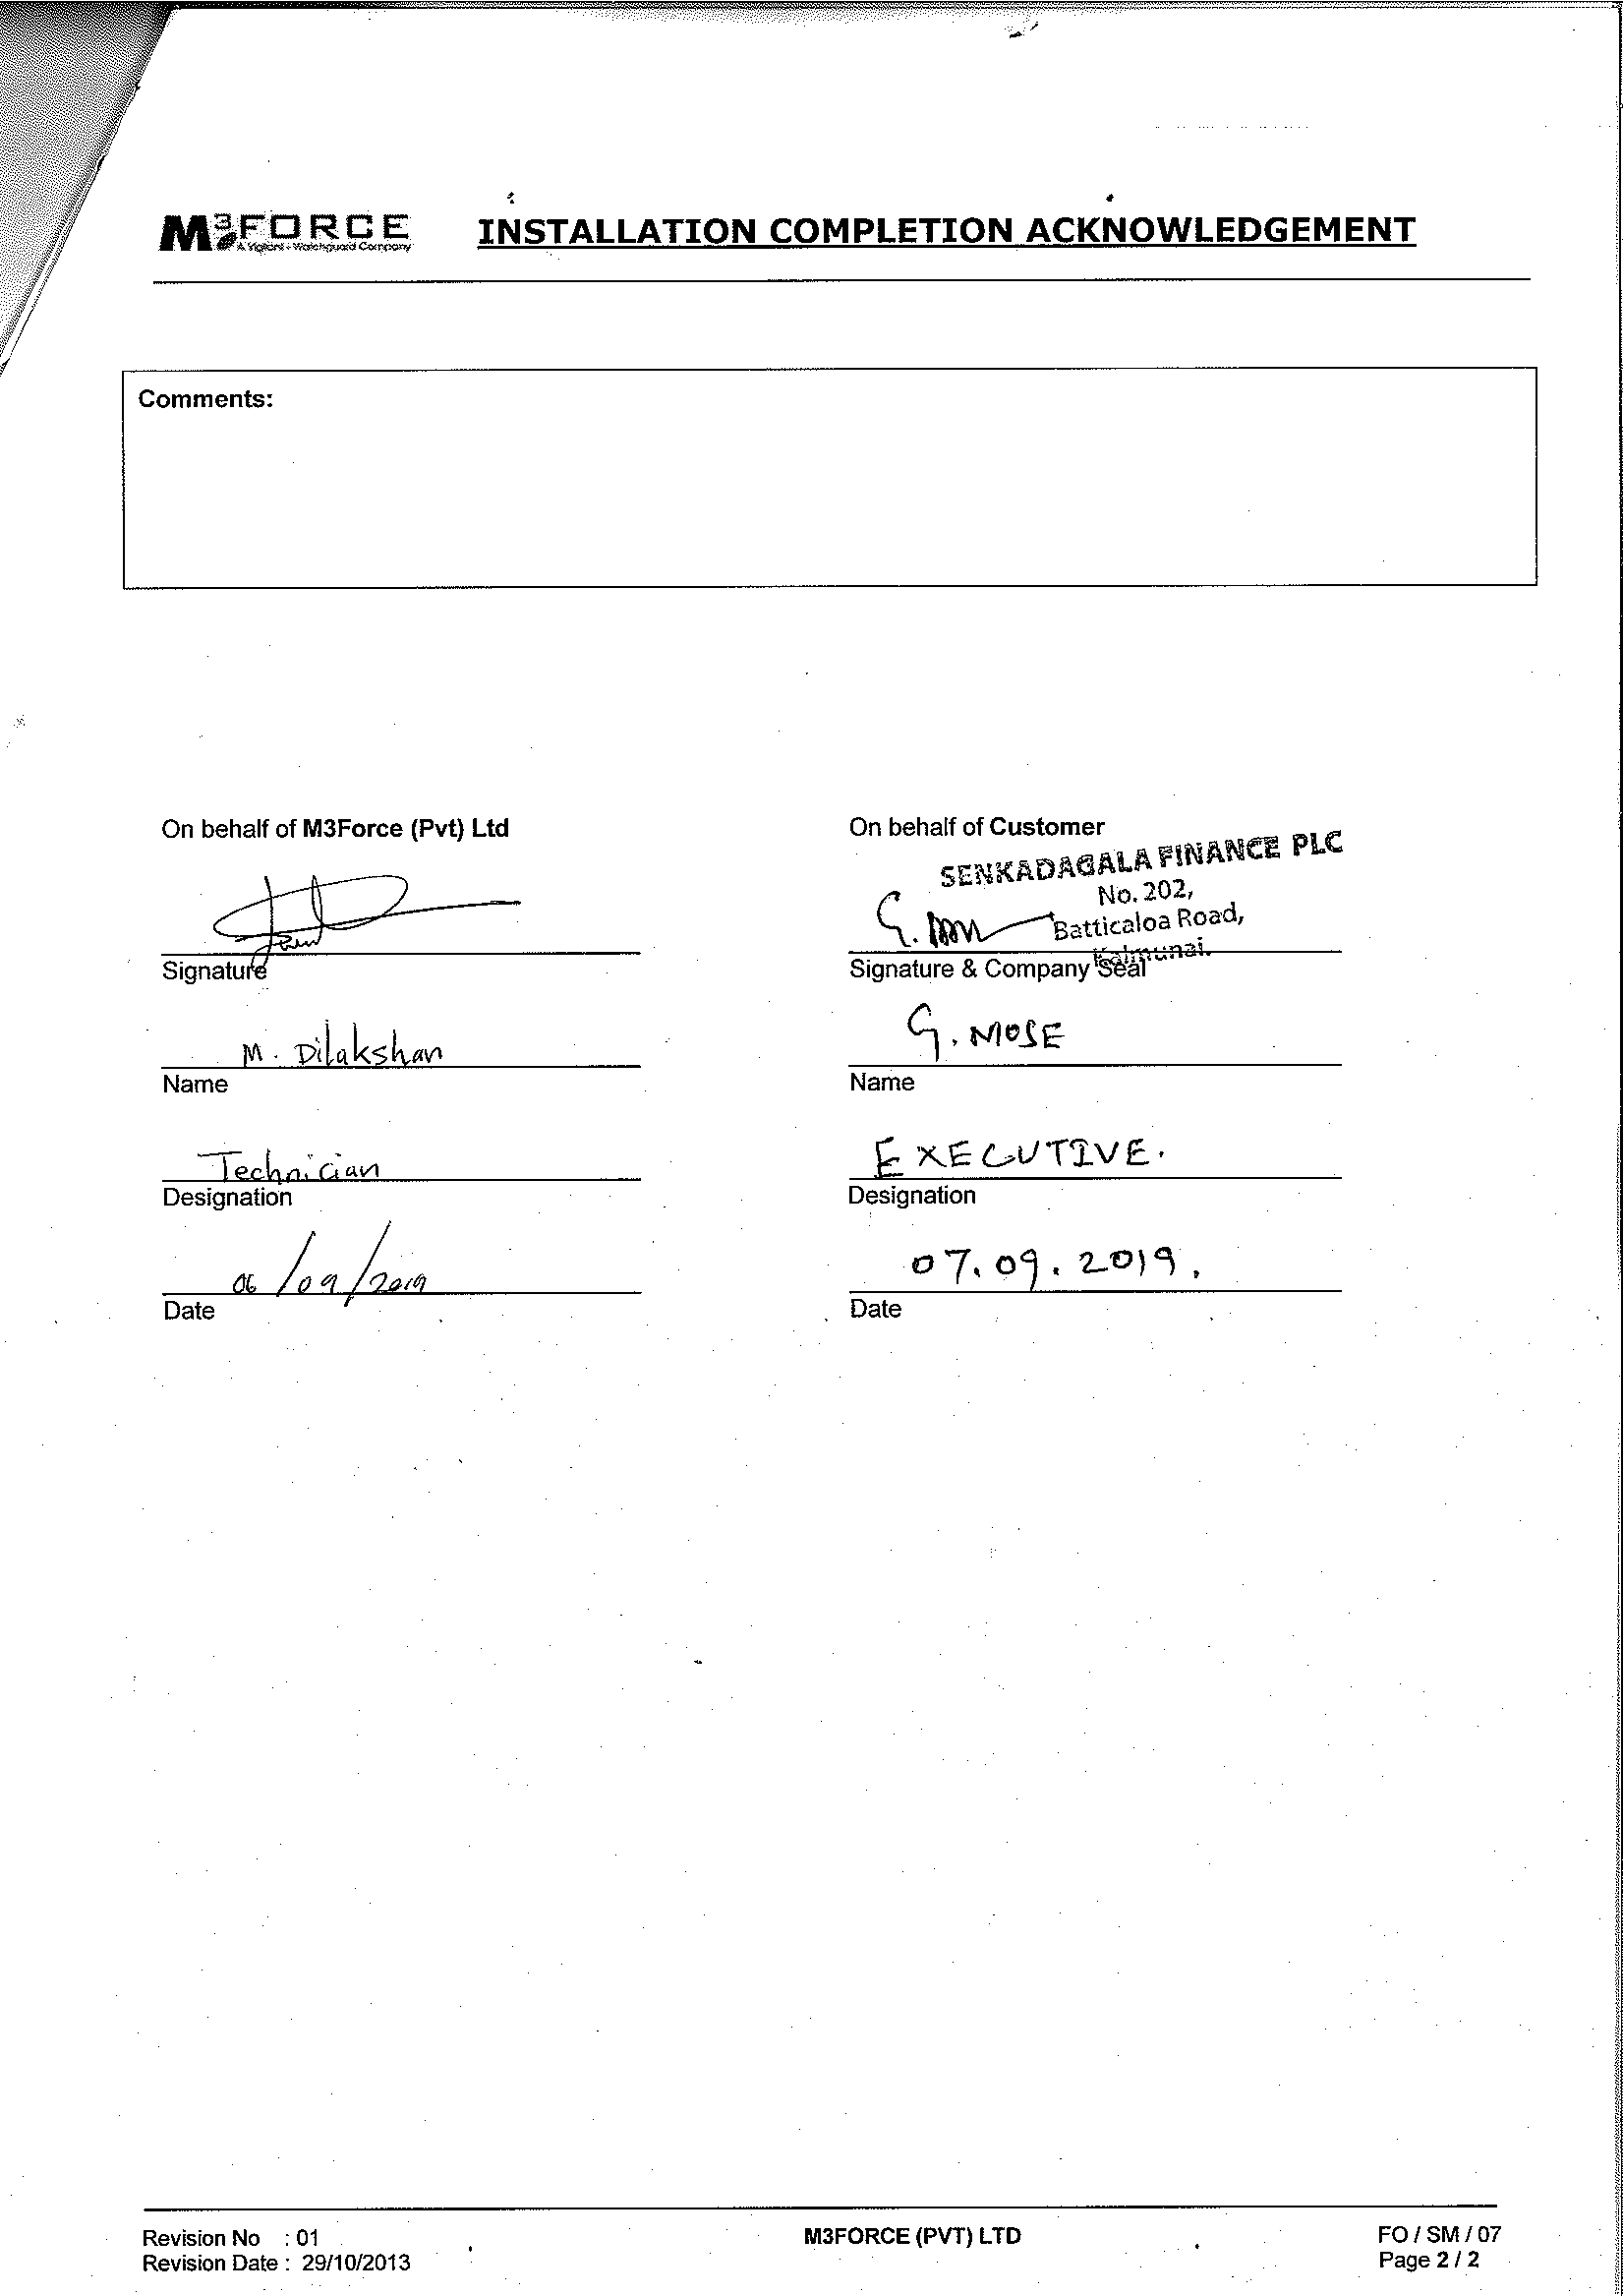 M3FORCE INSTALLATION COMPLETION ACKNOWLEDGEMENT
A Vigilant - Watchguard Company
Comments:
On behalf of M3Force (Pvt) Ltd
Signature
M. Dilakshan
Name
Technician
Designation
06/09/2019
Date
On behalf of Customer
SENKADAGALA FINANCE PLC
No. 202,
Batticaloa Road,
Kalmunai.
Signature & Company Seal
G. MOSE
Name
EXECUTIVE.
Designation
07.09.2019.
Date
Revision No : 01
Revision Date : 29/10/2013
M3FORCE (PVT) LTD
FO / SM / 07
Page 2 / 2